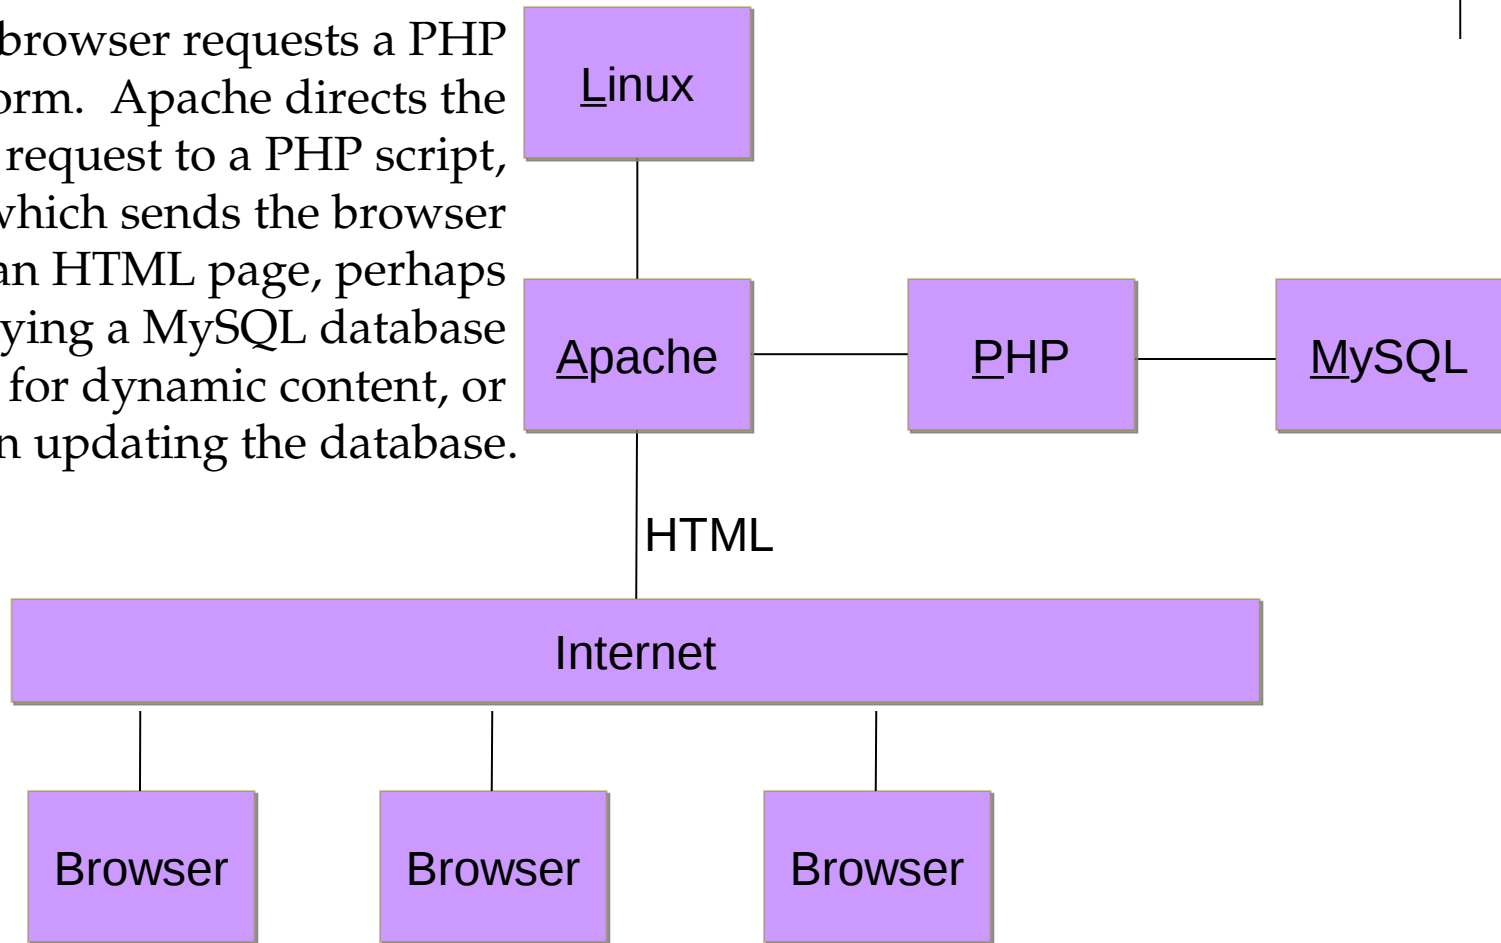 browser requests a PHP
orm.  Apache directs the
request to a PHP script,
which sends the browser
an HTML page, perhaps
ying a MySQL database
for dynamic content, or
n updating the database.
Linux
Apache
PHP
MySQL
HTML
Internet
Browser
Browser
Browser